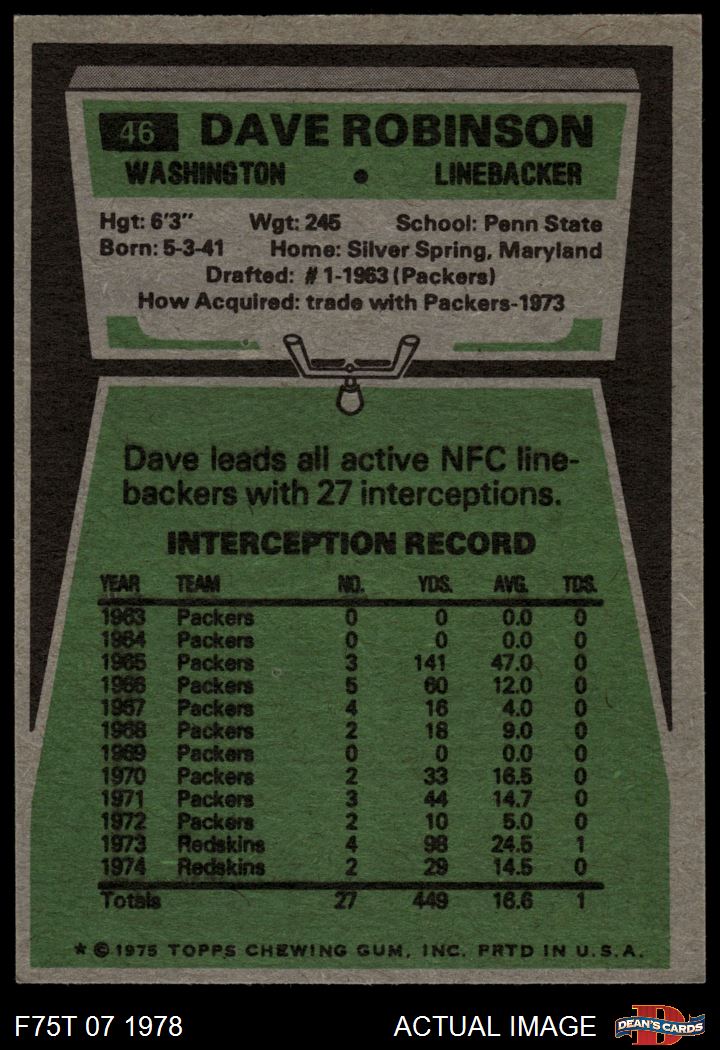 46 DAVE ROBINSON
WASHINGTON • LINEBACKER
Hgt: 6'3" Wgt: 245 School: Penn State
Born: 5-3-41 Home: Silver Spring, Maryland
Drafted: #1-1963 (Packers)
How Acquired: trade with Packers-1973
Dave leads all active NFC line-
backers with 27 interceptions.
INTERCEPTION RECORD
YEAR TEAM NO. YDS. AVG. TDS.
1963 Packers 0 0 0.0 0
1964 Packers 0 0 0.0 0
1965 Packers 3 141 47.0 0
1966 Packers 5 60 12.0 0
1967 Packers 4 16 4.0 0
1968 Packers 2 18 9.0 0
1969 Packers 0 0 0.0 0
1970 Packers 2 33 16.5 0
1971 Packers 3 44 14.7 0
1972 Packers 2 10 5.0 0
1973 Redskins 4 98 24.5 1
1974 Redskins 2 29 14.5 0
Totals 27 449 16.6 1
* © 1975 TOPPS CHEWING GUM, INC. PRTD IN U.S.A.
F75T 07 1978 ACTUAL IMAGE
D
DEAN'S CARDS